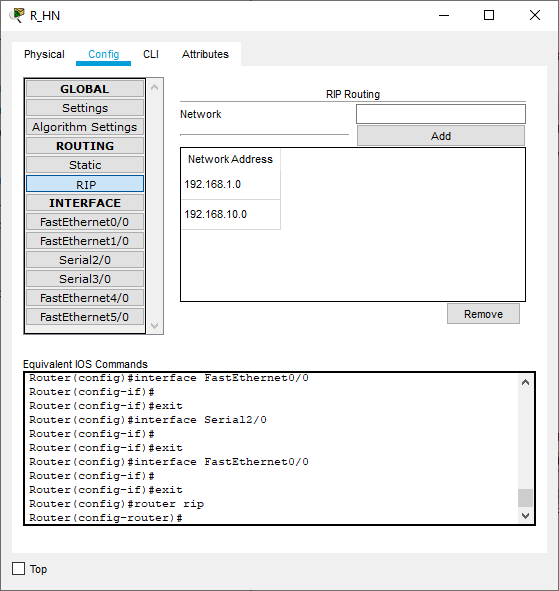 R_HN
Physical Config CLI Attributes
GLOBAL
Settings
Algorithm Settings
ROUTING
Static
RIP
INTERFACE
FastEthernet0/0
FastEthernet1/0
Serial2/0
Serial3/0
FastEthernet4/0
FastEthernet5/0
RIP Routing
Network
Add
Network Address
192.168.1.0
192.168.10.0
Remove
Equivalent IOS Commands
Router(config)#interface FastEthernet0/0
Router(config-if)#
Router(config-if)#exit
Router(config)#interface Serial2/0
Router(config-if)#
Router(config-if)#exit
Router(config)#interface FastEthernet0/0
Router(config-if)#
Router(config-if)#exit
Router(config)#router rip
Router(config-router)#
Top